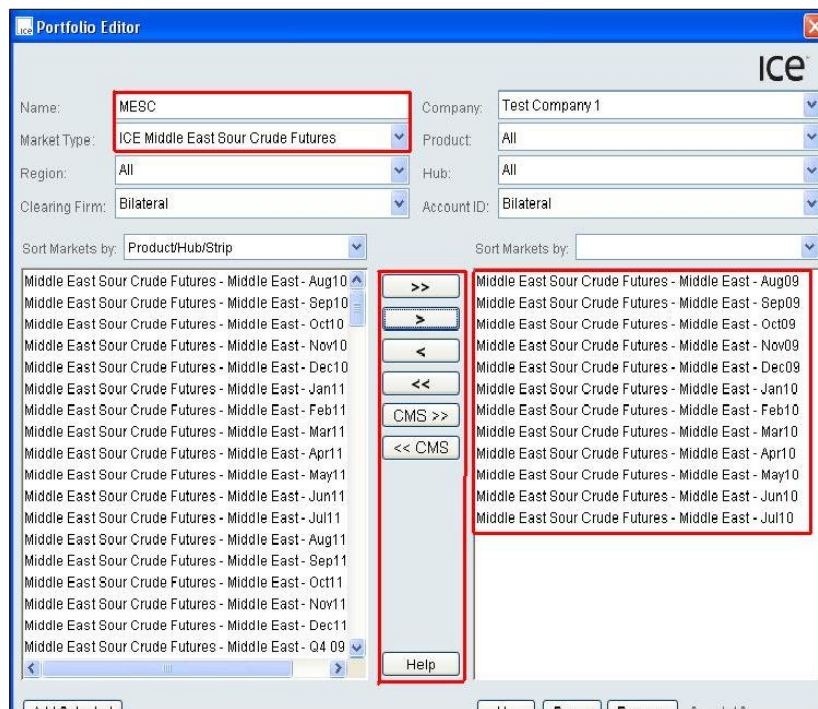 ice Portfolio Editor
ice
Name: MESC
Company: Test Company 1
Market Type: ICE Middle East Sour Crude Futures
Product: All
Region: All
Hub: All
Clearing Firm: Bilateral
Account ID: Bilateral
Sort Markets by: Product/Hub/Strip
Sort Markets by:
Middle East Sour Crude Futures - Middle East - Aug10
Middle East Sour Crude Futures - Middle East - Sep10
Middle East Sour Crude Futures - Middle East - Oct10
Middle East Sour Crude Futures - Middle East - Nov10
Middle East Sour Crude Futures - Middle East - Dec10
Middle East Sour Crude Futures - Middle East - Jan11
Middle East Sour Crude Futures - Middle East - Feb11
Middle East Sour Crude Futures - Middle East - Mar11
Middle East Sour Crude Futures - Middle East - Apr11
Middle East Sour Crude Futures - Middle East - May11
Middle East Sour Crude Futures - Middle East - Jun11
Middle East Sour Crude Futures - Middle East - Jul11
Middle East Sour Crude Futures - Middle East - Aug11
Middle East Sour Crude Futures - Middle East - Sep11
Middle East Sour Crude Futures - Middle East - Oct11
Middle East Sour Crude Futures - Middle East - Nov11
Middle East Sour Crude Futures - Middle East - Dec11
Middle East Sour Crude Futures - Middle East - Q4 09
>>
>
<
<<
CMS >>
<< CMS
Help
Middle East Sour Crude Futures - Middle East - Aug09
Middle East Sour Crude Futures - Middle East - Sep09
Middle East Sour Crude Futures - Middle East - Oct09
Middle East Sour Crude Futures - Middle East - Nov09
Middle East Sour Crude Futures - Middle East - Dec09
Middle East Sour Crude Futures - Middle East - Jan10
Middle East Sour Crude Futures - Middle East - Feb10
Middle East Sour Crude Futures - Middle East - Mar10
Middle East Sour Crude Futures - Middle East - Apr10
Middle East Sour Crude Futures - Middle East - May10
Middle East Sour Crude Futures - Middle East - Jun10
Middle East Sour Crude Futures - Middle East - Jul10